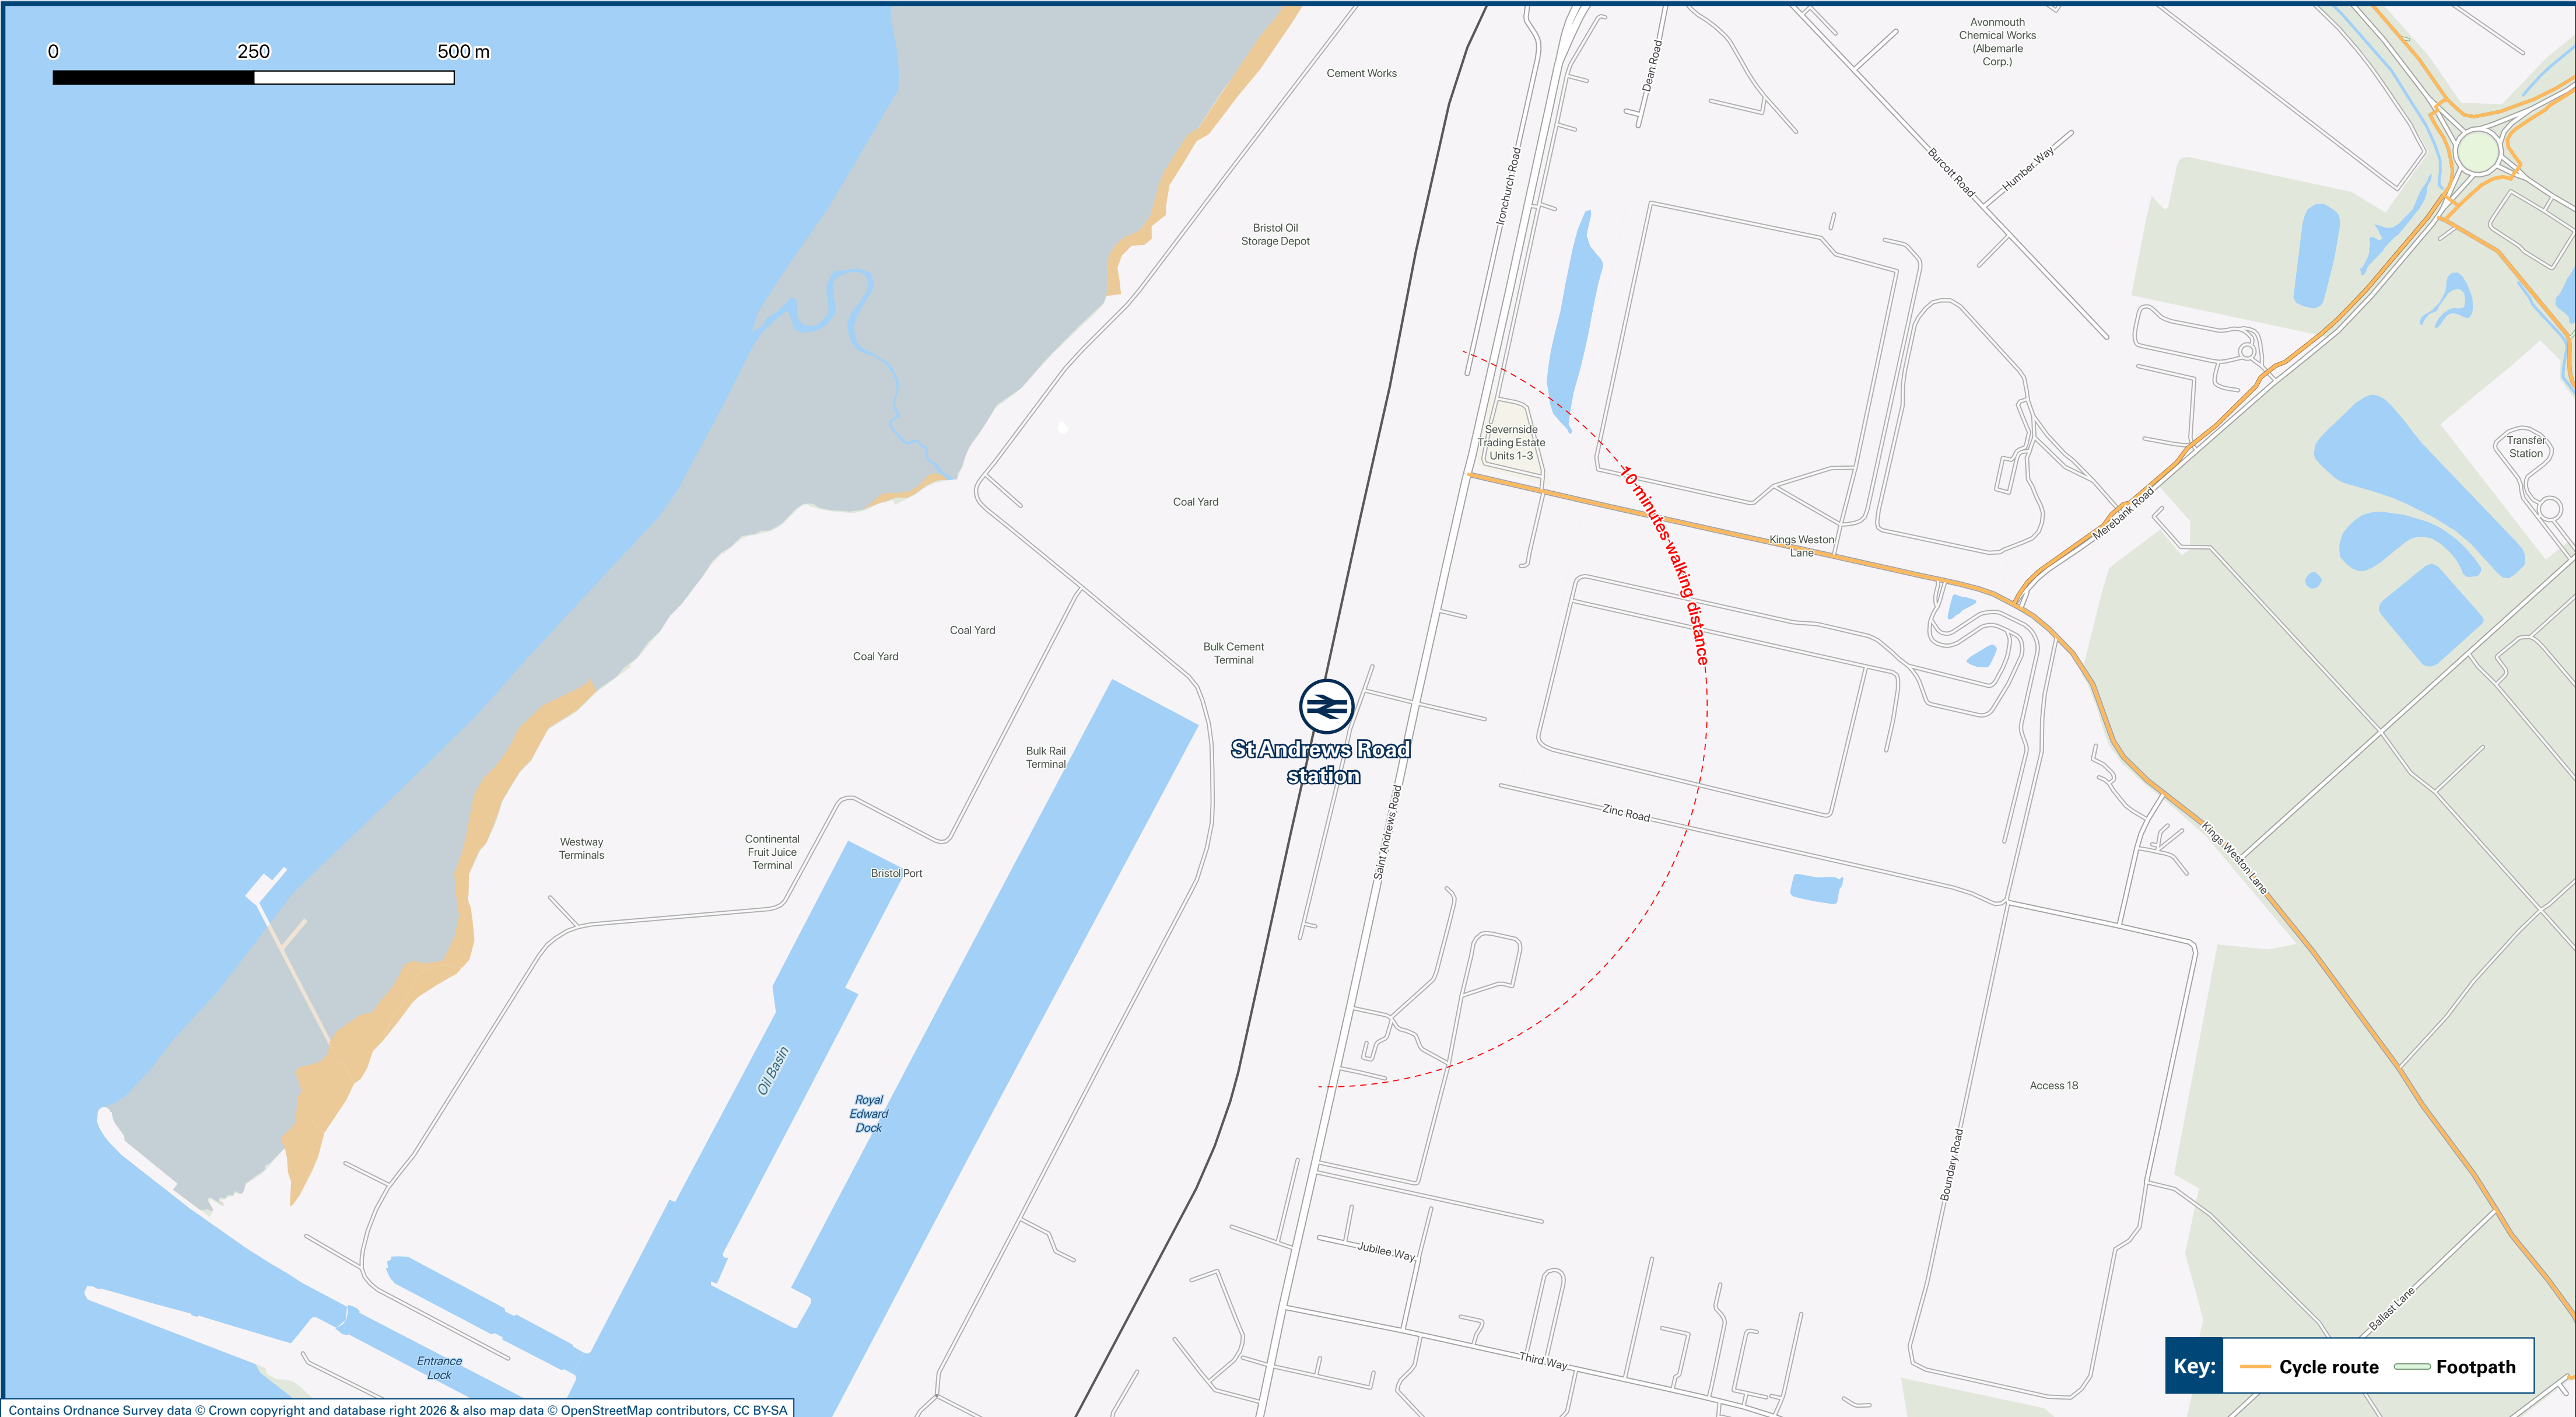 0 250 500 m
Cement Works
Dean Road
Avonmouth
Chemical Works
(Albemarle
Corp.)
Ironchurch Road
Burcott Road
Humber Way
Bristol Oil
Storage Depot
Severnside
Trading Estate
Units 1-3
Transfer
Station
10 minutes walking distance
Coal Yard
Kings Weston
Lane
Merebank Road
Coal Yard
Coal Yard
Bulk Cement
Terminal
St Andrews Road
station
Bulk Rail
Terminal
Saint Andrews Road
Zinc Road
Westway
Terminals
Continental
Fruit Juice
Terminal
Bristol Port
Kings Weston Lane
Oil Basin
Royal
Edward
Dock
Access 18
Boundary Road
Jubilee Way
Third Way
Ballast Lane
Entrance
Lock
Key: Cycle route Footpath
Contains Ordnance Survey data © Crown copyright and database right 2026 & also map data © OpenStreetMap contributors, CC BY-SA